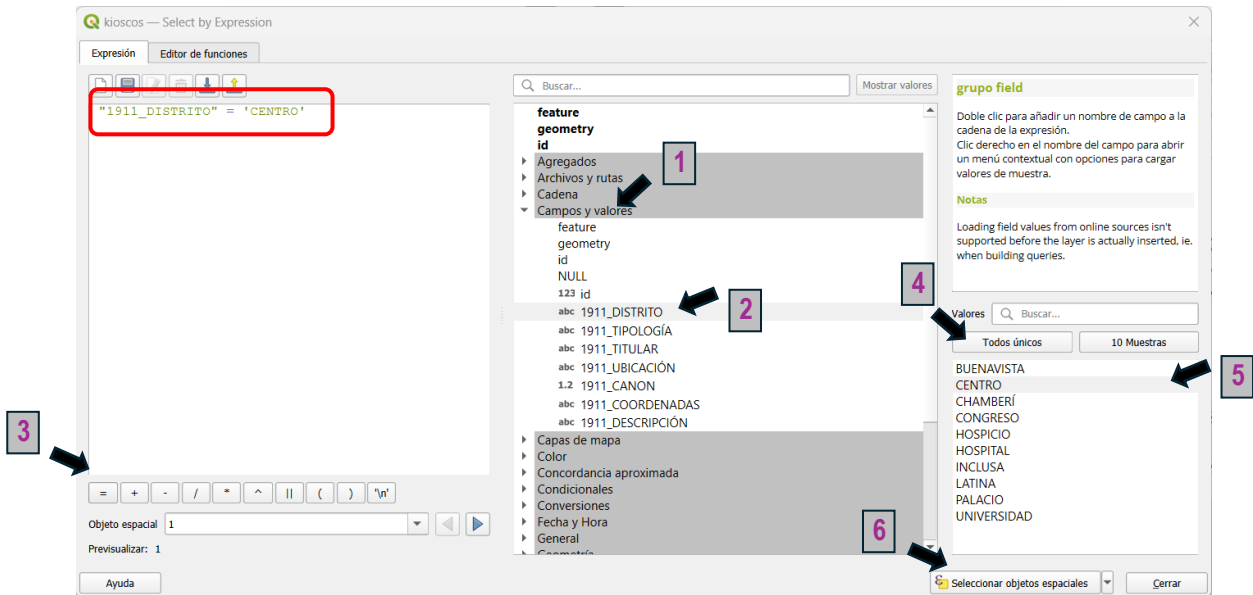 kioscos — Select by Expression
Expresión
Editor de funciones
"1911_DISTRITO" = 'CENTRO'
= + - / * ^ || ( ) '\n'
Objeto espacial 1
Previsualizar: 1
Ayuda
3
Buscar...
Mostrar valores
feature
geometry
id
Agregados
Archivos y rutas
Cadena
Campos y valores
feature
geometry
id
NULL
123 id
abc 1911_DISTRITO
abc 1911_TIPOLOGÍA
abc 1911_TITULAR
abc 1911_UBICACIÓN
1.2 1911_CANON
abc 1911_COORDENADAS
abc 1911_DESCRIPCIÓN
Capas de mapa
Color
Concordancia aproximada
Condicionales
Conversiones
Fecha y Hora
General
Geometría
1
2
grupo field
Doble clic para añadir un nombre de campo a la
cadena de la expresión.
Clic derecho en el nombre del campo para abrir
un menú contextual con opciones para cargar
valores de muestra.
Notas
Loading field values from online sources isn't
supported before the layer is actually inserted, ie.
when building queries.
4
Valores Buscar...
Todos únicos
10 Muestras
BUENAVISTA
CENTRO
CHAMBERÍ
CONGRESO
HOSPICIO
HOSPITAL
INCLUSA
LATINA
PALACIO
UNIVERSIDAD
5
6
Seleccionar objetos espaciales
Cerrar